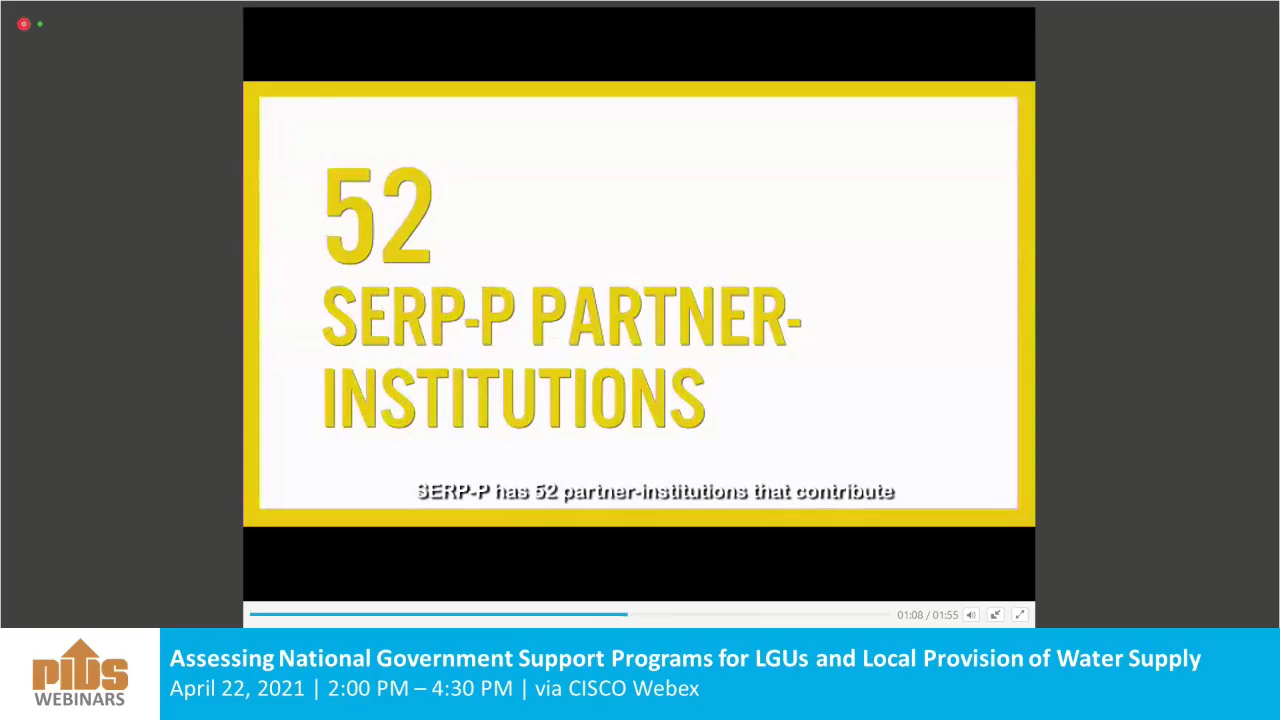 52
SERP-P PARTNER-
INSTITUTIONS
SERP-P has 52 partner-institutions that contribute
01:08 / 01:55
PIDS
WEBINARS
Assessing National Government Support Programs for LGUs and Local Provision of Water Supply
April 22, 2021 | 2:00 PM – 4:30 PM | via CISCO Webex